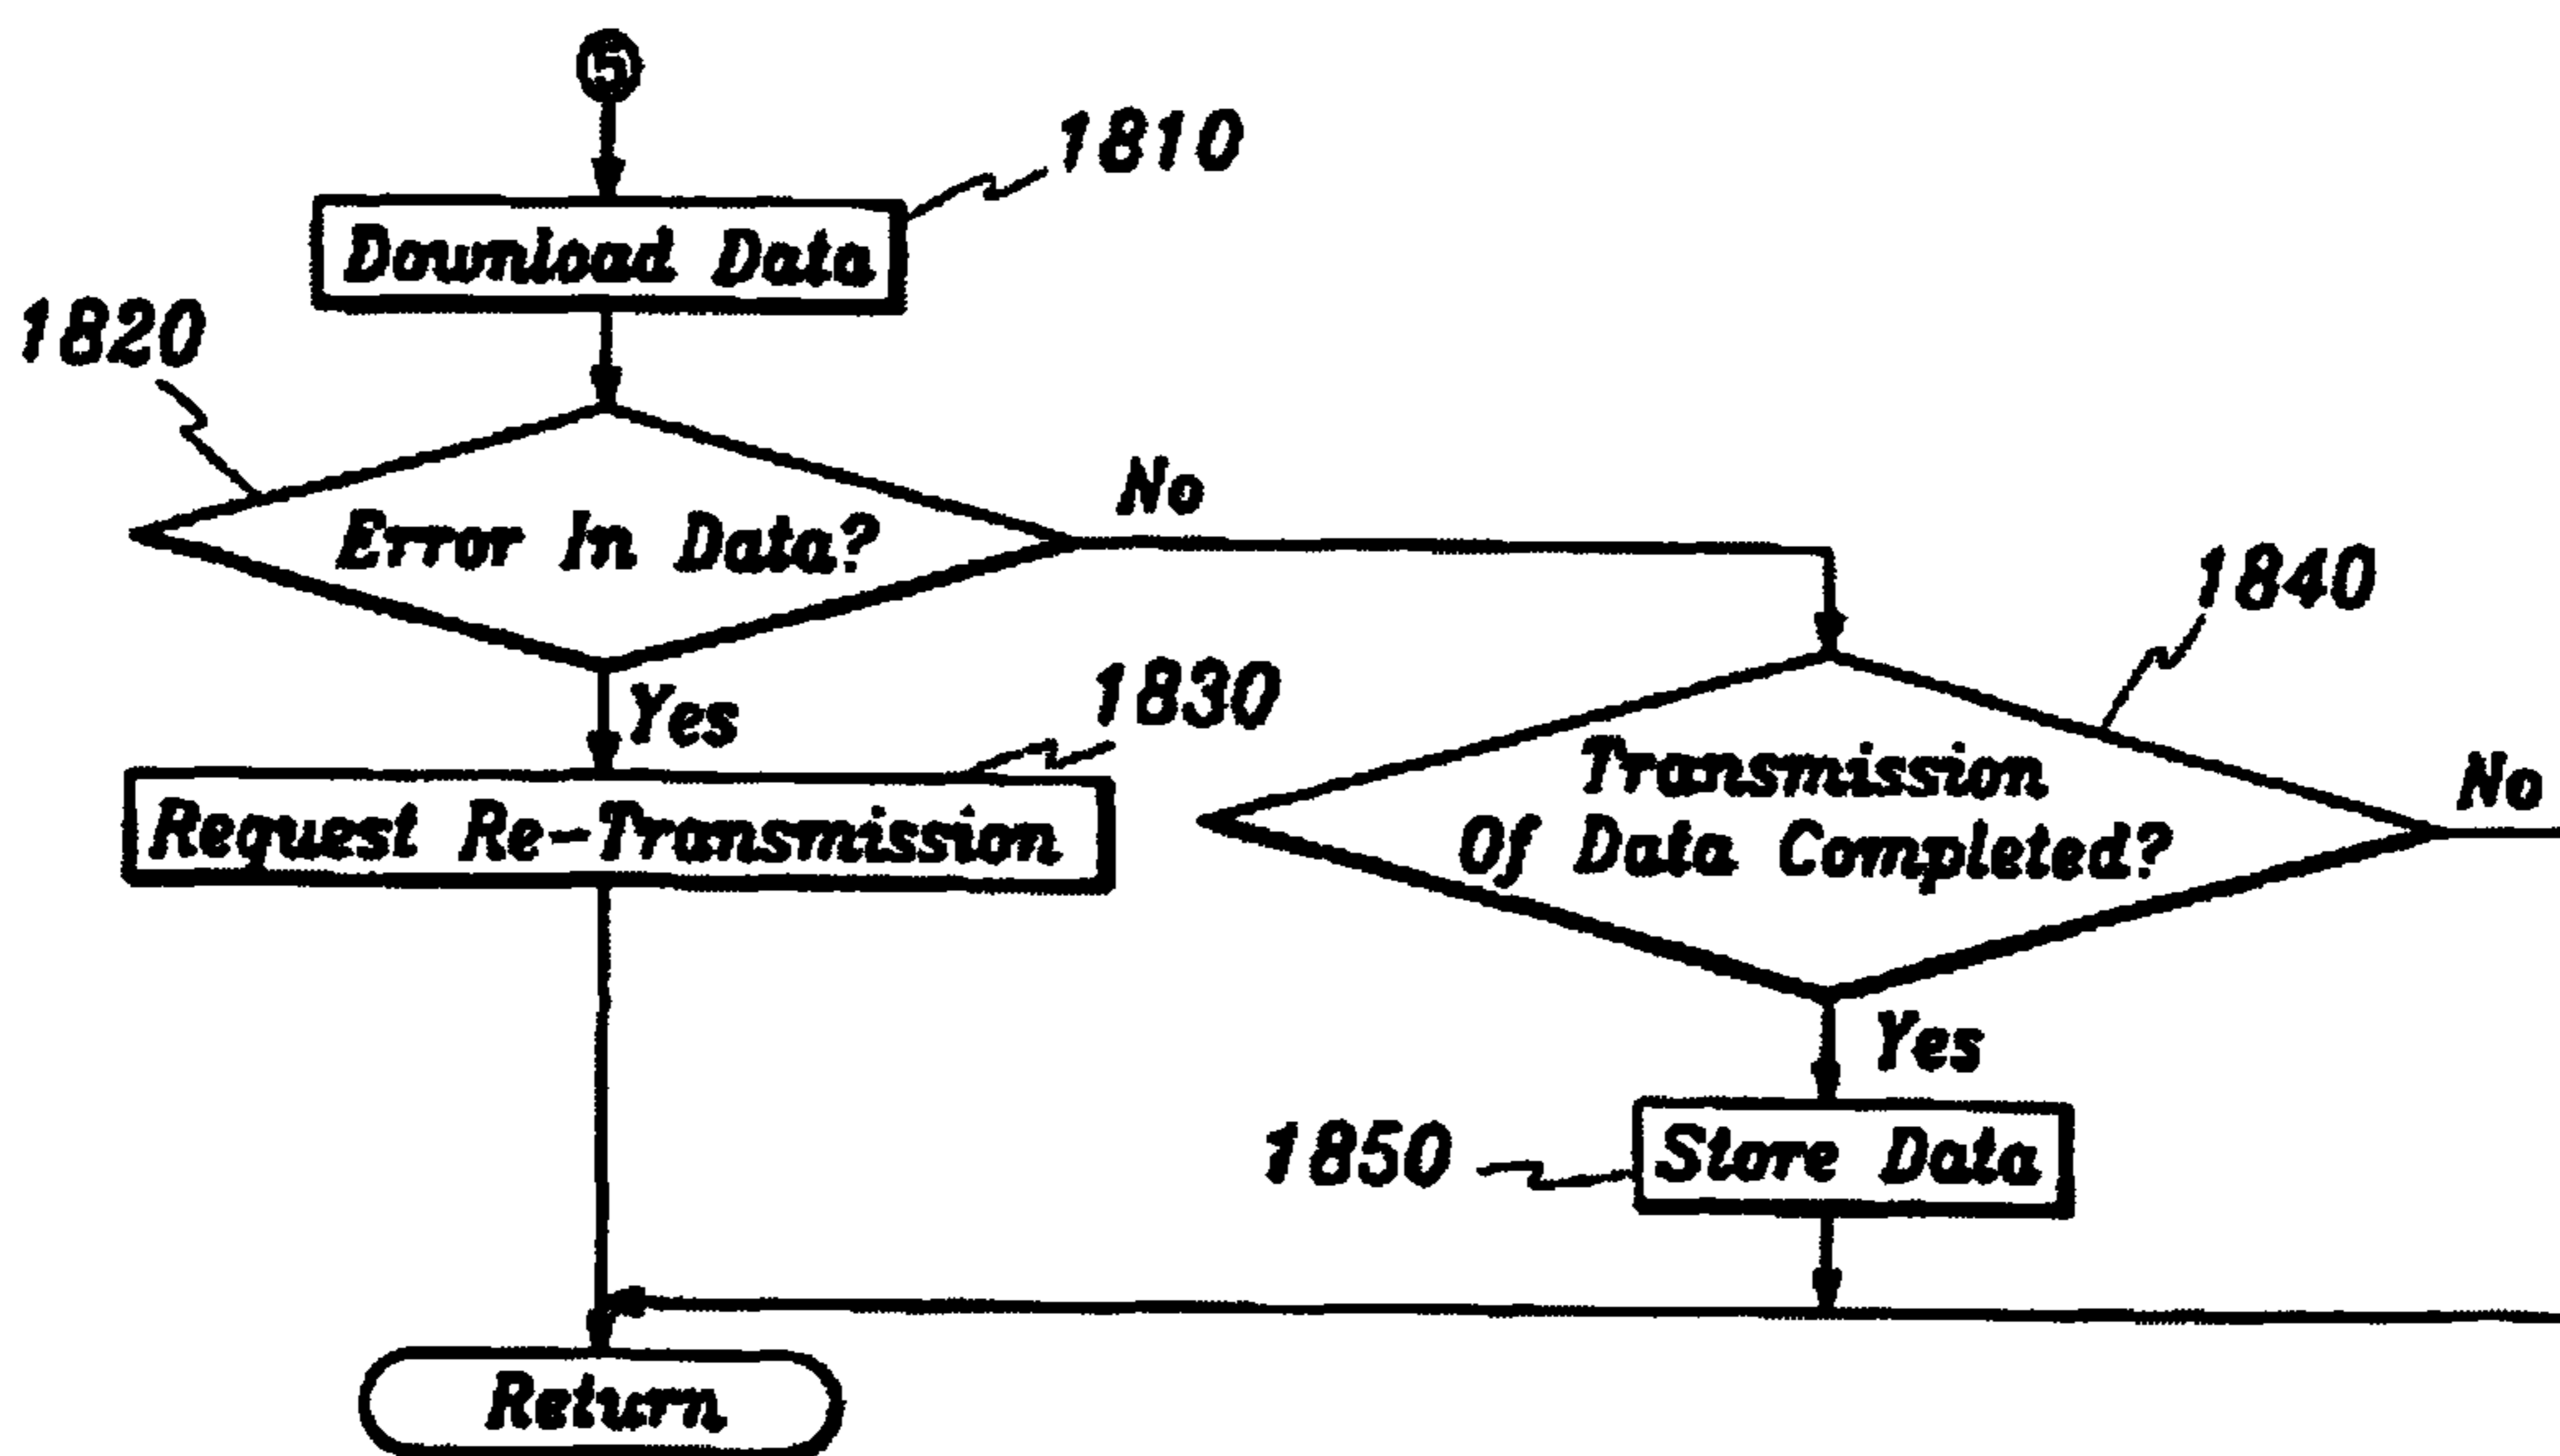 5
1810
Download Data
1820
Error In Data?
No
Yes
1830
Request Re-Transmission
1840
Transmission
Of Data Completed?
No
Yes
1850
Store Data
Return